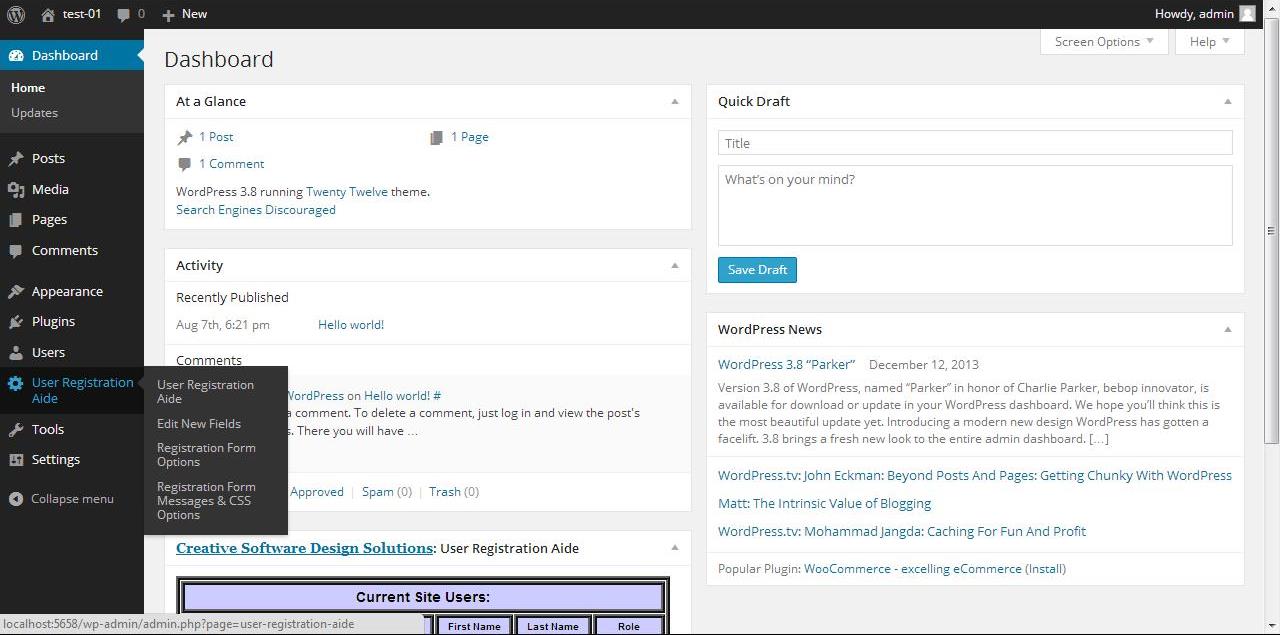 test-01 0 New Howdy, admin
Screen Options Help
Dashboard
Home
Updates
Posts
Media
Pages
Comments
Appearance
Plugins
Users
User Registration
Aide
Tools
Settings
Collapse menu
User Registration
Aide
Edit New Fields
Registration Form
Options
Registration Form
Messages & CSS
Options
Dashboard
At a Glance
1 Post 1 Page
1 Comment
WordPress 3.8 running Twenty Twelve theme.
Search Engines Discouraged
Activity
Recently Published
Aug 7th, 6:21 pm Hello world!
Comments
WordPress on Hello world! #
a comment. To delete a comment, just log in and view the post's
s. There you will have …
Approved | Spam (0) | Trash (0)
Creative Software Design Solutions: User Registration Aide
Current Site Users:
First Name Last Name Role
Quick Draft
Title
What's on your mind?
Save Draft
WordPress News
WordPress 3.8 “Parker” December 12, 2013
Version 3.8 of WordPress, named “Parker” in honor of Charlie Parker, bebop innovator, is
available for download or update in your WordPress dashboard. We hope you’ll think this is
the most beautiful update yet. Introducing a modern new design WordPress has gotten a
facelift. 3.8 brings a fresh new look to the entire admin dashboard. […]
WordPress.tv: John Eckman: Beyond Posts And Pages: Getting Chunky With WordPress
Matt: The Intrinsic Value of Blogging
WordPress.tv: Mohammad Jangda: Caching For Fun And Profit
Popular Plugin: WooCommerce - excelling eCommerce (Install)
localhost:5658/wp-admin/admin.php?page=user-registration-aide